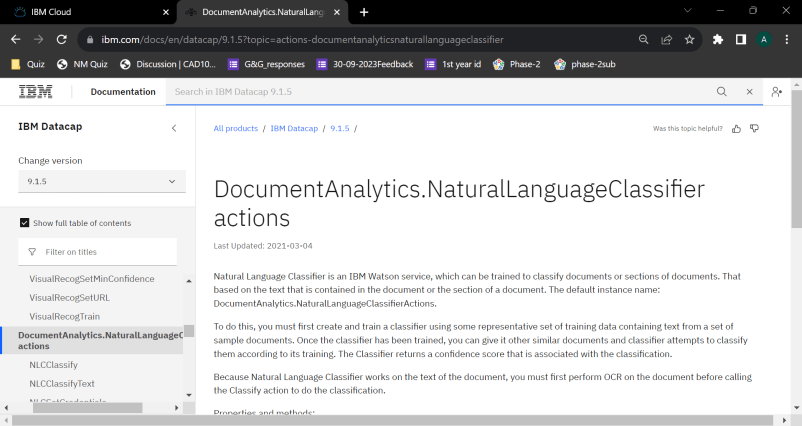 IBM Cloud
DocumentAnalytics.NaturalLang
ibm.com/docs/en/datacap/9.1.5?topic=actions-documentanalyticsnaturallanguageclassifier
A
Quiz
NM Quiz
Discussion | CAD10...
G&G_responses
30-09-2023Feedback
1st year id
Phase-2
phase-2sub
IBM
Documentation
Search in IBM Datacap 9.1.5
IBM Datacap
Change version
9.1.5
Show full table of contents
Filter on titles
VisualRecogSetMinConfidence
VisualRecogSetURL
VisualRecogTrain
DocumentAnalytics.NaturalLanguageC
actions
NLCClassify
NLCClassifyText
NLCSetCredentials
All products / IBM Datacap / 9.1.5 /
Was this topic helpful?
DocumentAnalytics.NaturalLanguageClassifier
actions
Last Updated: 2021-03-04
Natural Language Classifier is an IBM Watson service, which can be trained to classify documents or sections of documents. That
based on the text that is contained in the document or the section of a document. The default instance name:
DocumentAnalytics.NaturalLanguageClassifierActions.
To do this, you must first create and train a classifier using some representative set of training data containing text from a set of
sample documents. Once the classifier has been trained, you can give it other similar documents and classifier attempts to classify
them according to its training. The Classifier returns a confidence score that is associated with the classification.
Because Natural Language Classifier works on the text of the document, you must first perform OCR on the document before calling
the Classify action to do the classification.
Properties and methods: